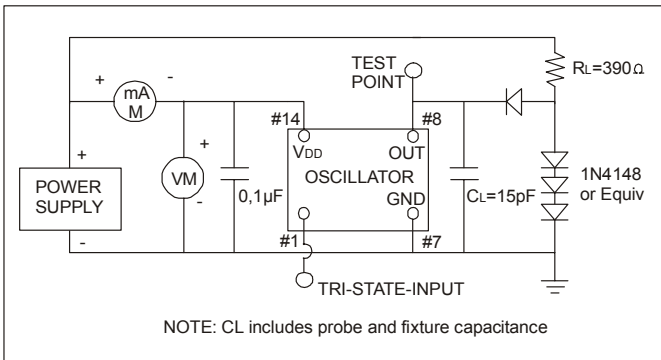 TEST
POINT
RL=390Ω
+
-
mA
M
#14
#8
+
VDD
OUT
+
OSCILLATOR
1N4148
or Equiv
POWER
SUPPLY
VM
0,1µF
CL=15pF
GND
-
-
#1
#7
TRI-STATE-INPUT
NOTE: CL includes probe and fixture capacitance